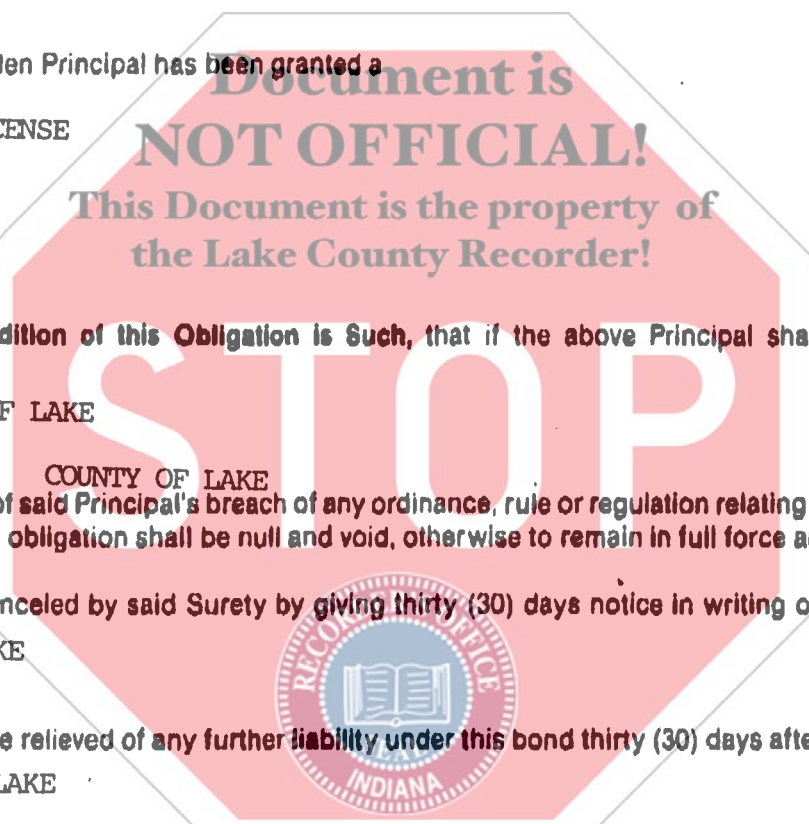 den Principal has been granted a
Document is
CENSE
NOT OFFICIAL!
This Document is the property of
the Lake County Recorder!
dition of this Obligation is Such, that if the above Principal sha
STOP
F LAKE
COUNTY OF LAKE
of said Principal's breach of any ordinance, rule or regulation relating
obligation shall be null and void, otherwise to remain in full force a
nceled by said Surety by giving thirty (30) days notice in writing o
KE
RECORDER'S OFFICE
e relieved of any further liability under this bond thirty (30) days afte
LAKE
LAKE
INDIANA